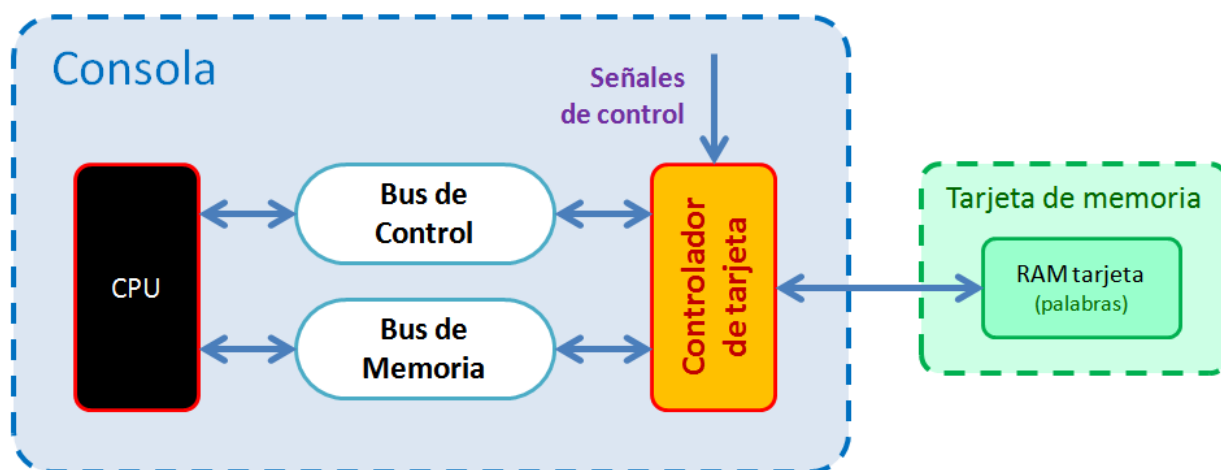 Consola
Señales
de control
CPU
Bus de
Control
Bus de
Memoria
Controlador
de tarjeta
Tarjeta de memoria
RAM tarjeta
(palabras)